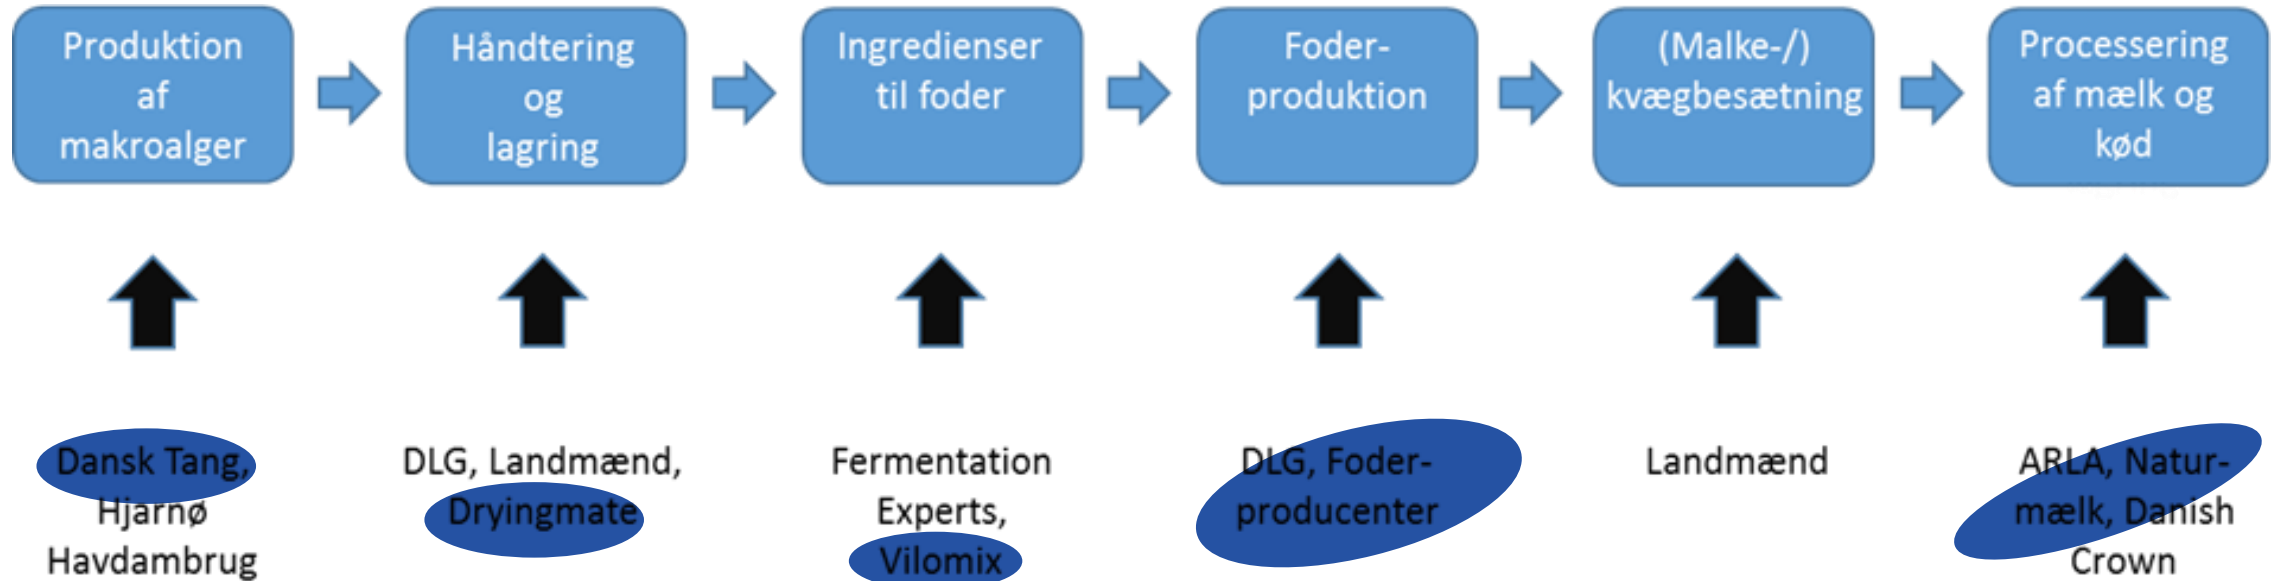 Produktion
af
makroalger
Håndtering
og
lagring
Ingredienser
til foder
Foder-
produktion
(Malke-/)
kvægbesætning
Processering
af mælk og
kød
Dansk Tang,
Hjarnø
Havdambrug
DLG, Landmænd,
Dryingmate
Fermentation
Experts,
Vilomix
DLG, Foder-
producenter
Landmænd
ARLA, Natur-
mælk, Danish
Crown